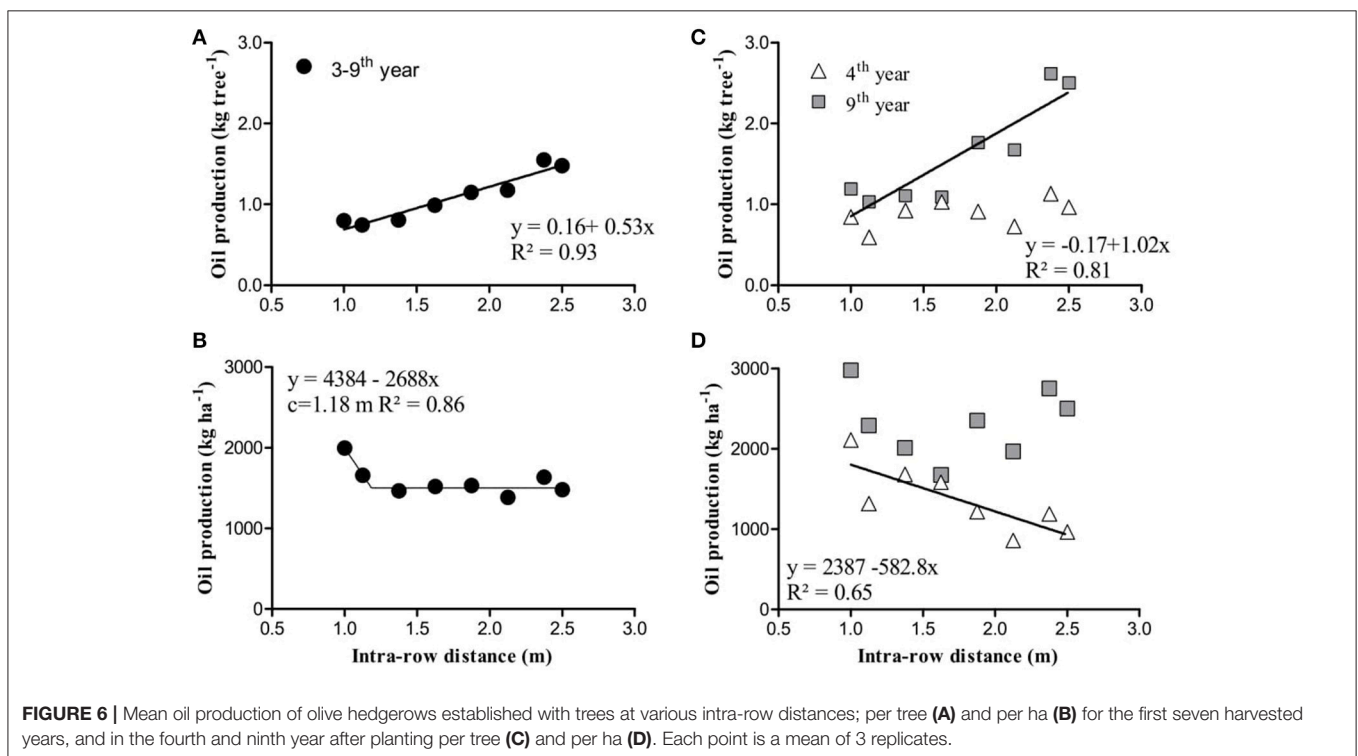 A
3.0
2.0
1.0
0.0
0.5 1.0 1.5 2.0 2.5 3.0
Oil production (kg tree⁻¹)
3-9ᵗʰ year
y = 0.16+ 0.53x
R² = 0.93
C
3.0
2.0
1.0
0.0
0.5 1.0 1.5 2.0 2.5 3.0
Oil production (kg tree⁻¹)
4ᵗʰ year
9ᵗʰ year
y = -0.17+1.02x
R² = 0.81
B
3000
2000
1000
0
0.5 1.0 1.5 2.0 2.5 3.0
Oil production (kg ha⁻¹)
y = 4384 - 2688x
c=1.18 m R² = 0.86
Intra-row distance (m)
D
3000
2000
1000
0
0.5 1.0 1.5 2.0 2.5 3.0
Oil production (kg ha⁻¹)
y = 2387 -582.8x
R² = 0.65
Intra-row distance (m)
FIGURE 6 | Mean oil production of olive hedgerows established with trees at various intra-row distances; per tree (A) and per ha (B) for the first seven harvested
years, and in the fourth and ninth year after planting per tree (C) and per ha (D). Each point is a mean of 3 replicates.